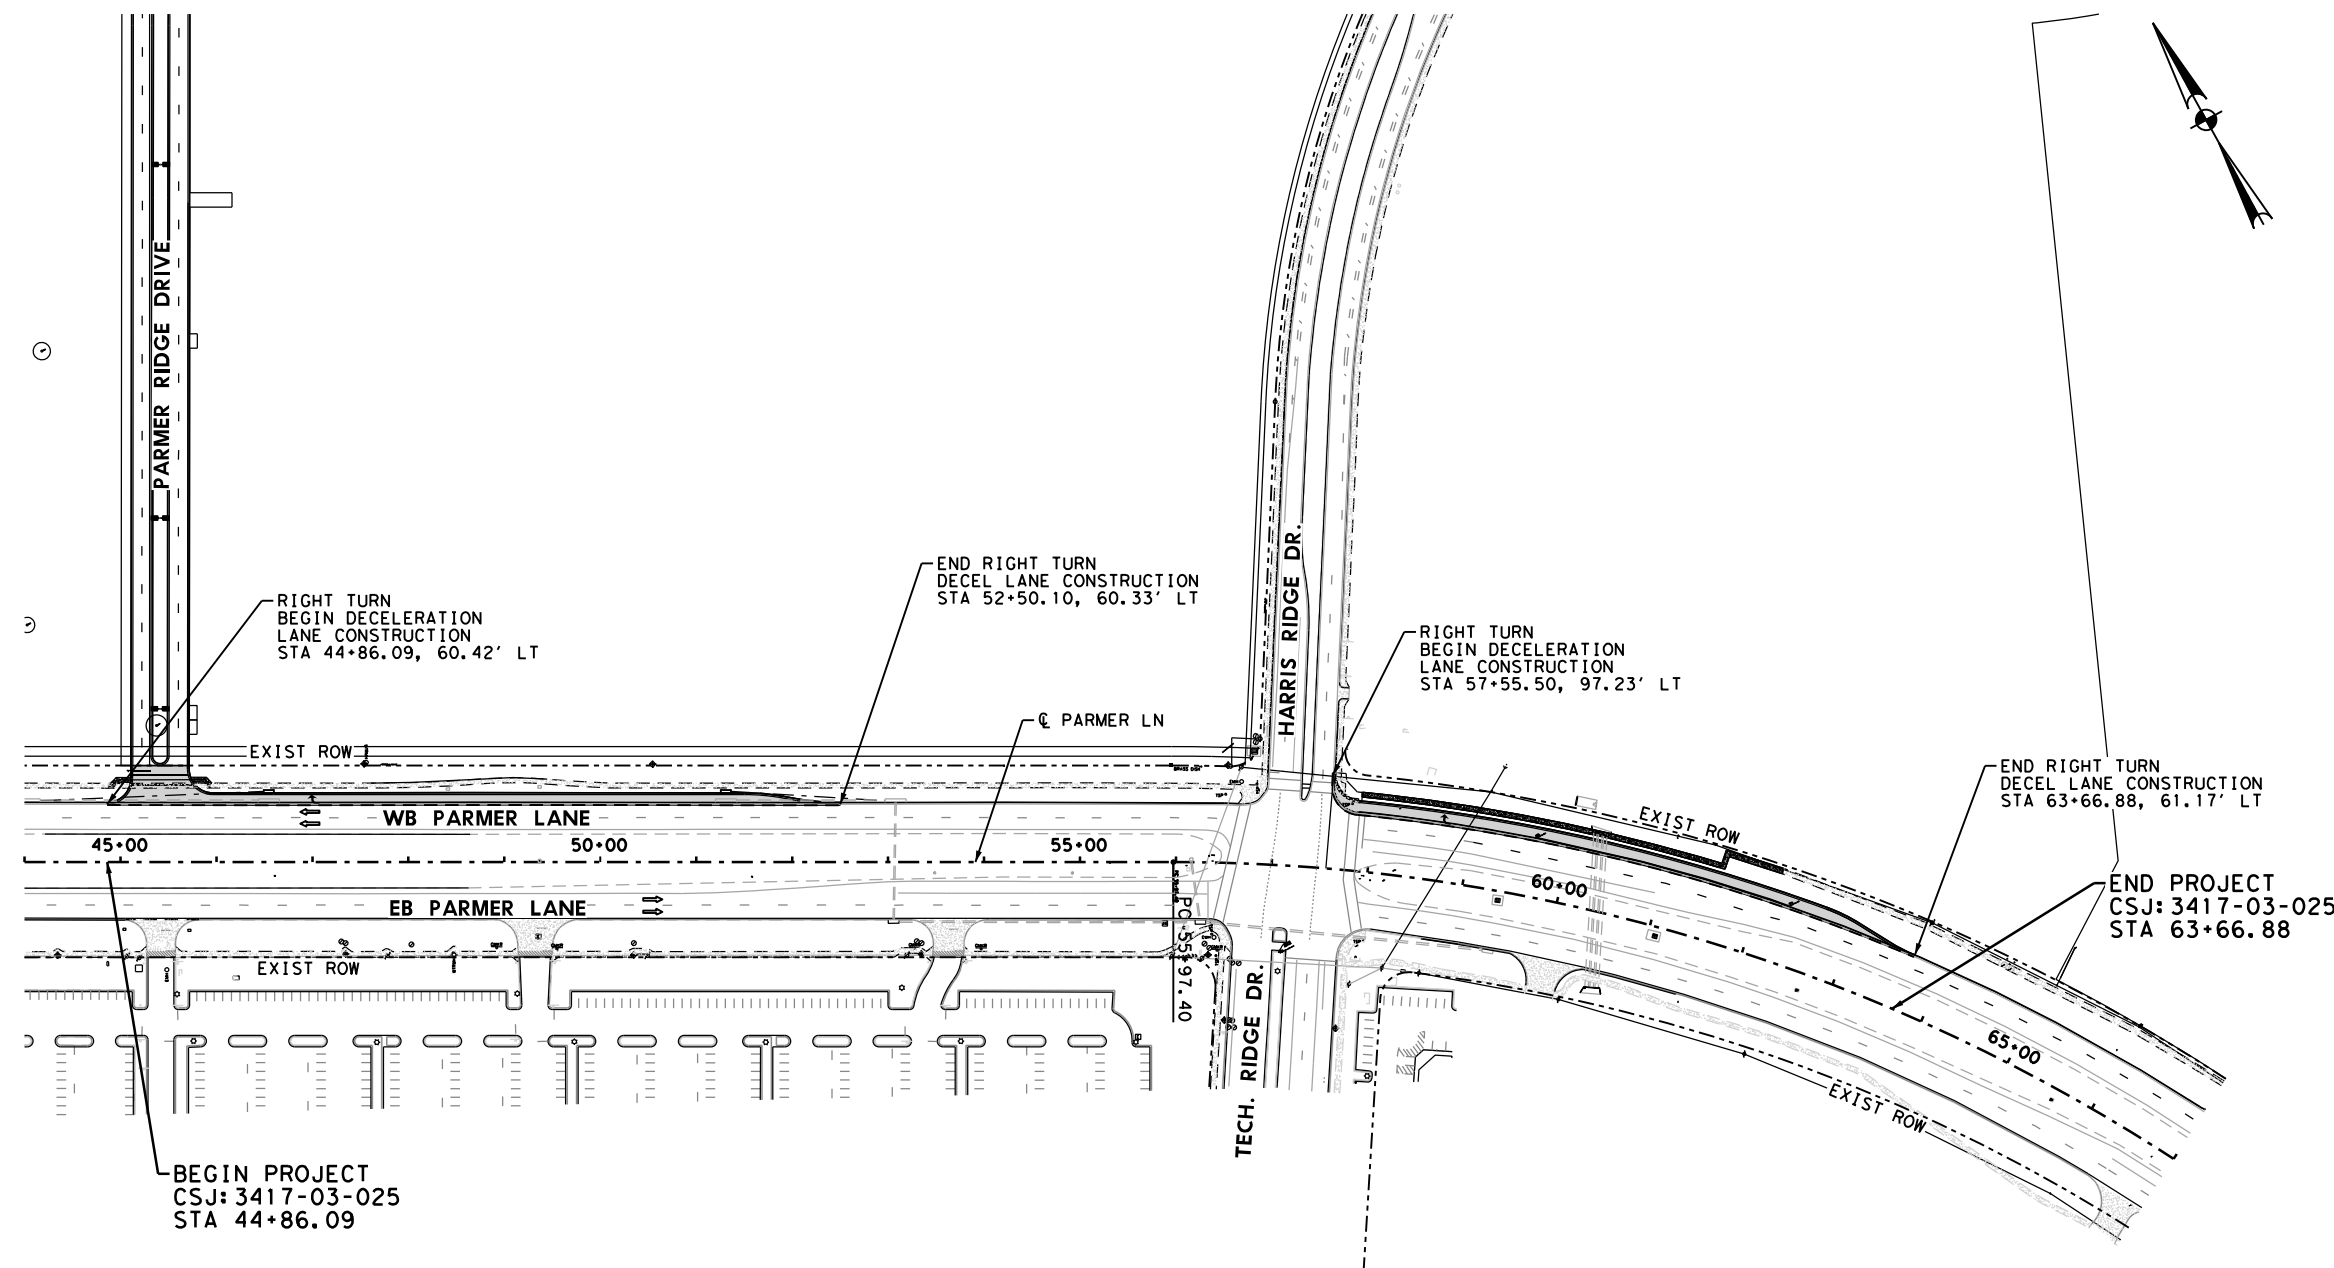 PARMER RIDGE DRIVE
HARRIS RIDGE DR.
END RIGHT TURN
DECEL LANE CONSTRUCTION
STA 52+50.10, 60.33' LT
RIGHT TURN
BEGIN DECELERATION
LANE CONSTRUCTION
STA 44+86.09, 60.42' LT
RIGHT TURN
BEGIN DECELERATION
LANE CONSTRUCTION
STA 57+55.50, 97.23' LT
℄ PARMER LN
EXIST ROW
END RIGHT TURN
DECEL LANE CONSTRUCTION
STA 63+66.88, 61.17' LT
EXIST ROW
WB PARMER LANE
45+00
50+00
55+00
60+00
END PROJECT
CSJ:3417-03-025
STA 63+66.88
EB PARMER LANE
PC 55+97.40
EXIST ROW
65+00
EXIST ROW
TECH. RIDGE DR.
BEGIN PROJECT
CSJ:3417-03-025
STA 44+86.09